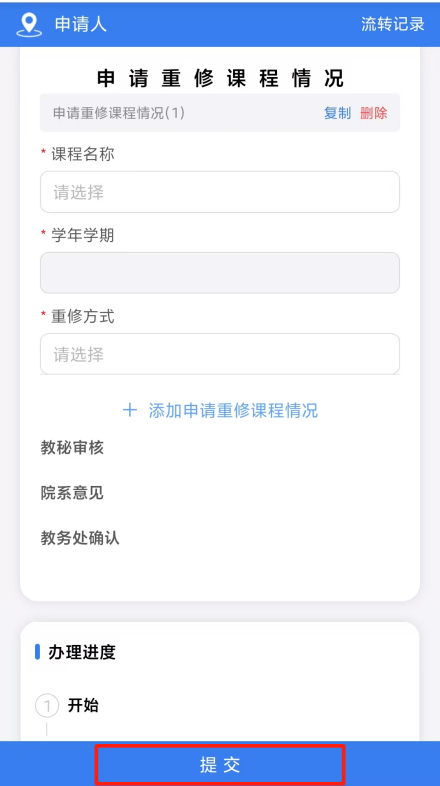 申请人 流转记录
申请重修课程情况
申请重修课程情况(1) 复制 删除
* 课程名称
请选择
* 学年学期
* 重修方式
请选择
+ 添加申请重修课程情况
教秘审核
院系意见
教务处确认
办理进度
1 开始
提交